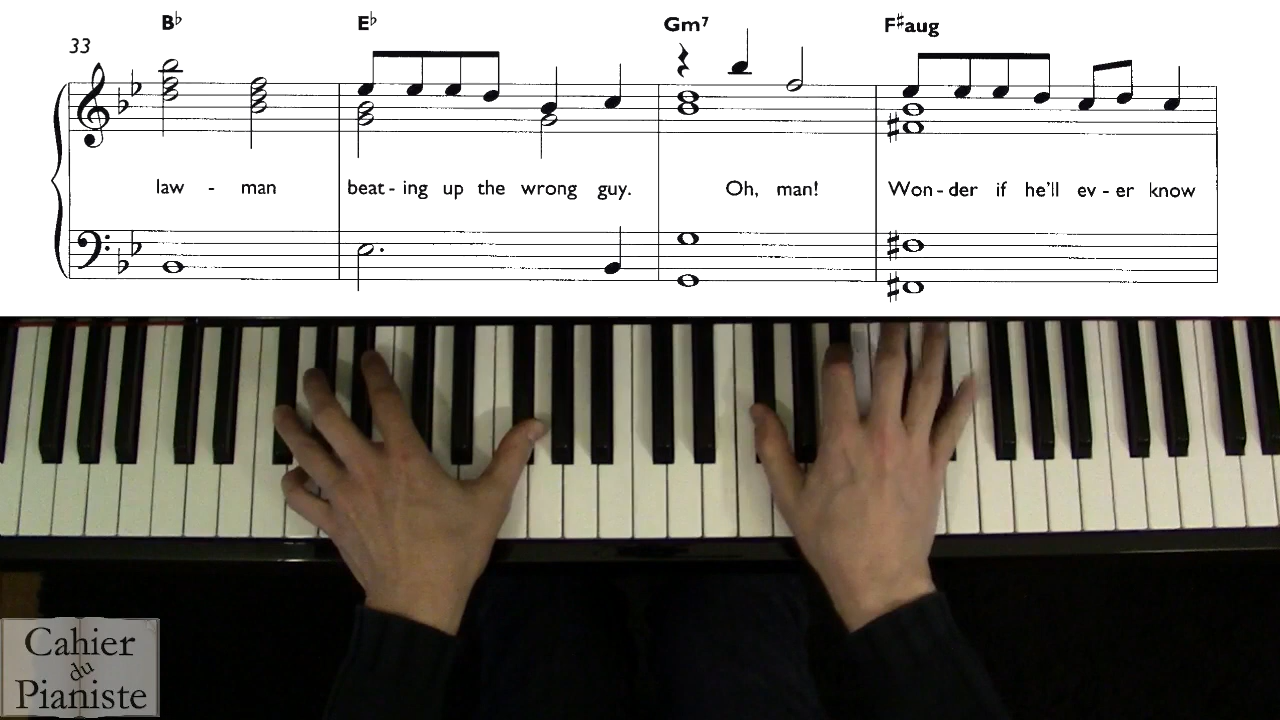 B♭ E♭ Gm7 F♯aug
33
law - man beat - ing up the wrong guy. Oh, man! Won - der if he'll ev - er know
Cahier
du
Pianiste